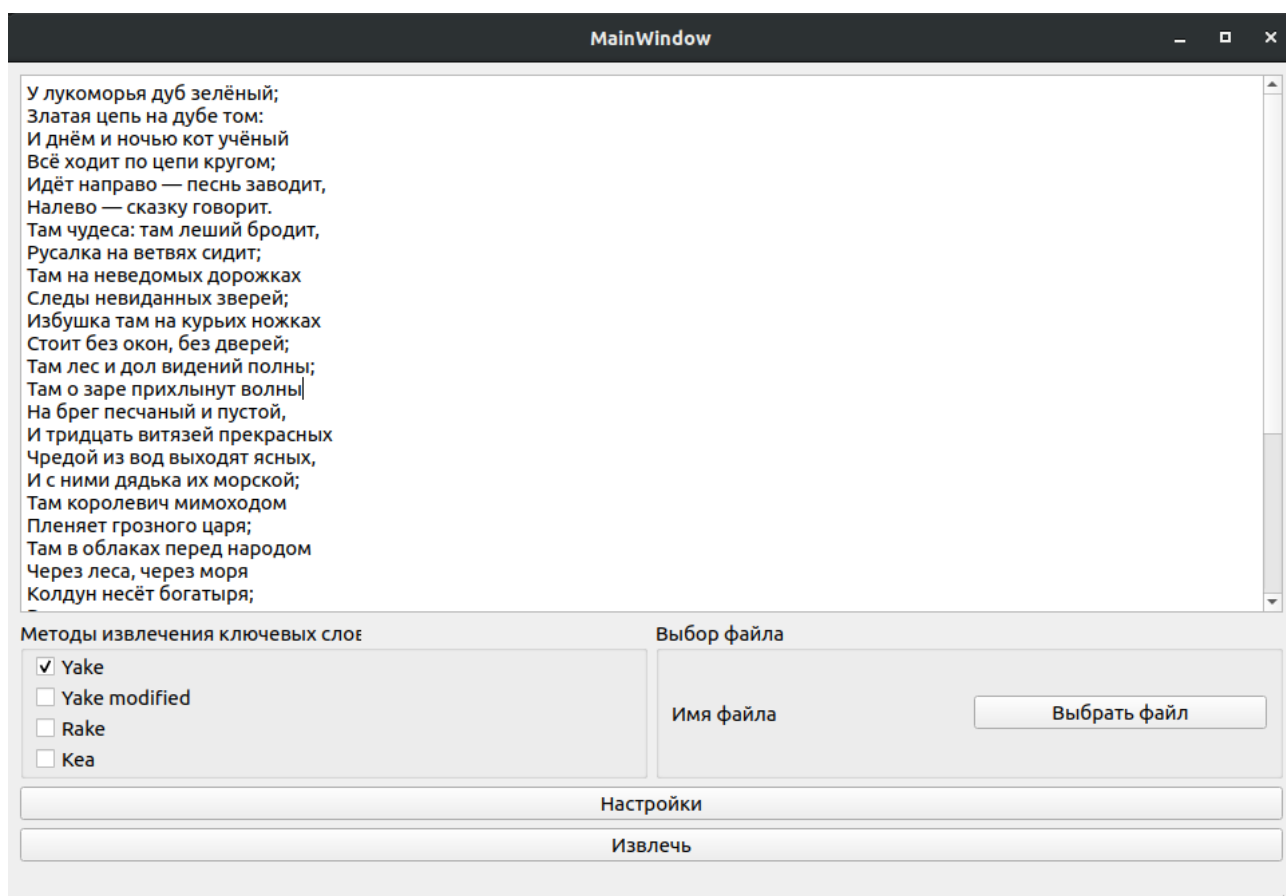 MainWindow
У лукоморья дуб зелёный;
Златая цепь на дубе том:
И днём и ночью кот учёный
Всё ходит по цепи кругом;
Идёт направо — песнь заводит,
Налево — сказку говорит.
Там чудеса: там леший бродит,
Русалка на ветвях сидит;
Там на неведомых дорожках
Следы невиданных зверей;
Избушка там на курьих ножках
Стоит без окон, без дверей;
Там лес и дол видений полны;
Там о заре прихлынут волны
На брег песчаный и пустой,
И тридцать витязей прекрасных
Чредой из вод выходят ясных,
И с ними дядька их морской;
Там королевич мимоходом
Пленяет грозного царя;
Там в облаках перед народом
Через леса, через моря
Колдун несёт богатыря;
Методы извлечения ключевых слов
Выбор файла
Yake
Yake modified
Rake
Kea
Имя файла
Выбрать файл
Настройки
Извлечь